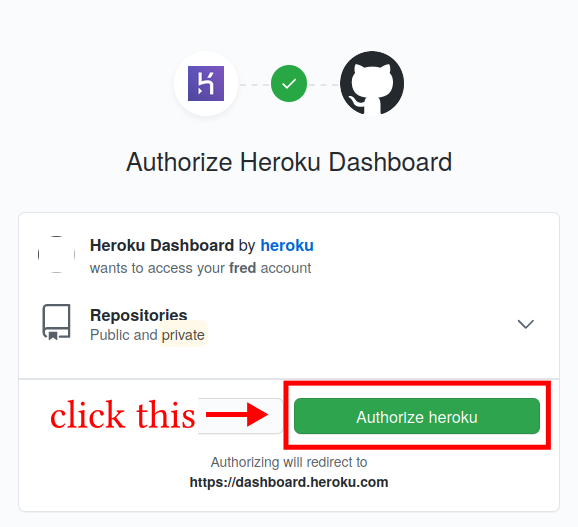 Authorize Heroku Dashboard
Heroku Dashboard by heroku
wants to access your fred account
Repositories
Public and private
click this
Authorize heroku
Authorizing will redirect to
https://dashboard.heroku.com